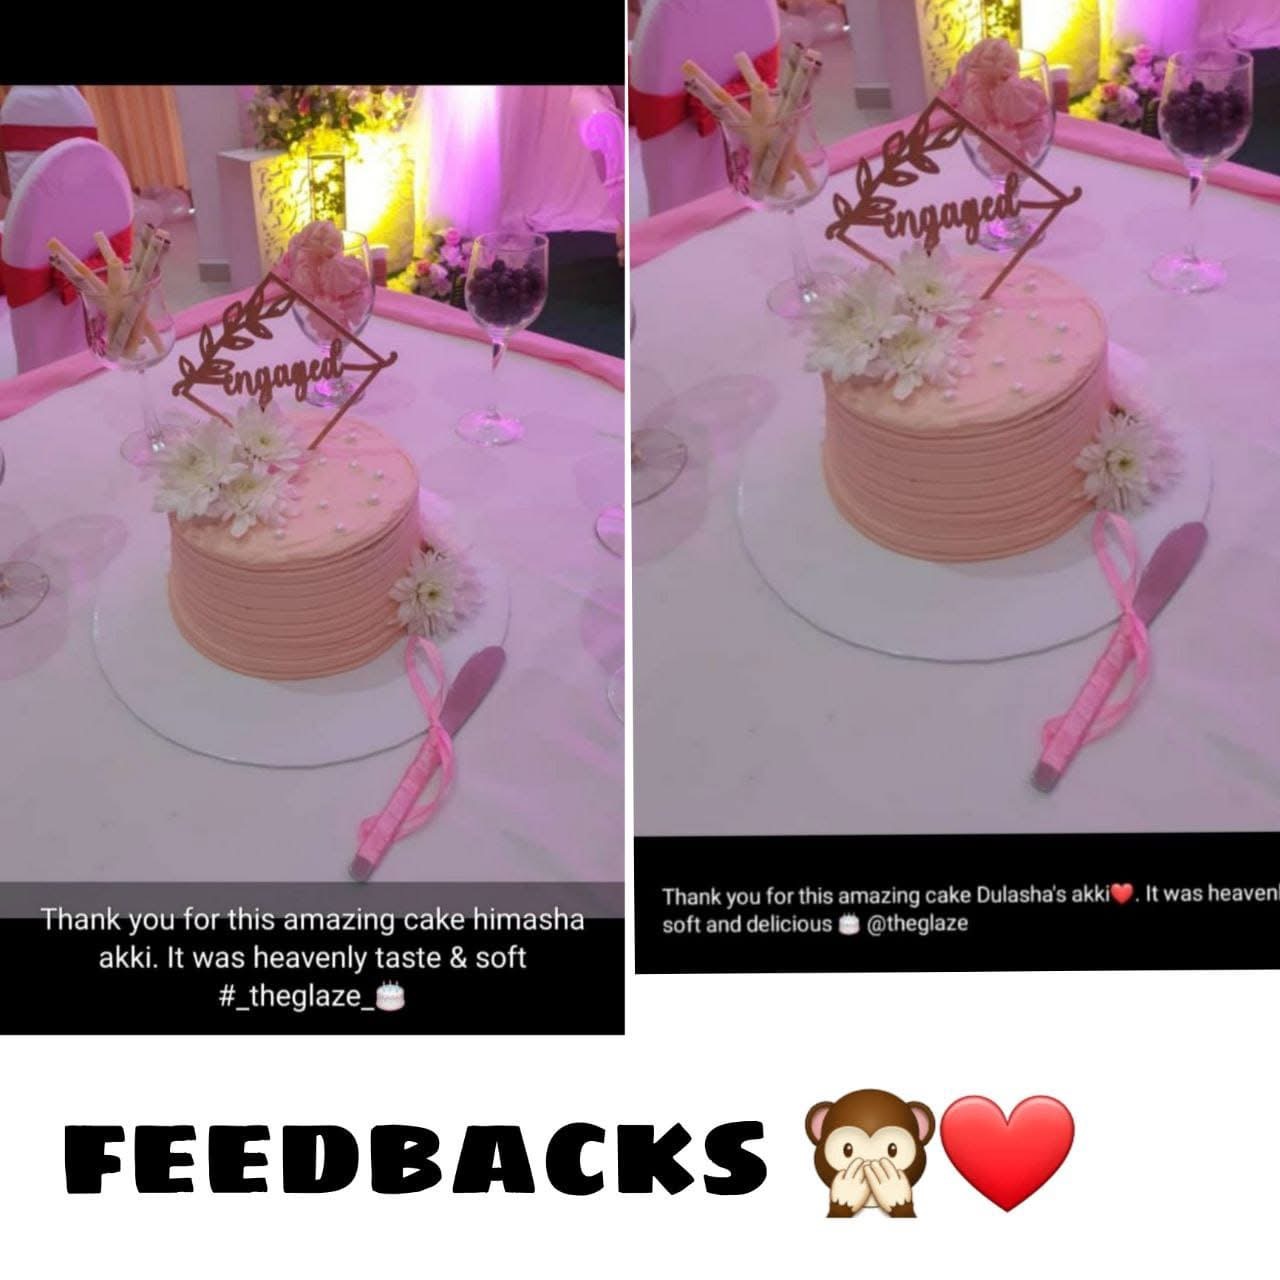 engaged
Thank you for this amazing cake himasha
akki. It was heavenly taste & soft
#_theglaze_🎂
engaged
Thank you for this amazing cake Dulasha's akki❤️. It was heavenl
soft and delicious 🎂 @theglaze
FEEDBACKS 🙊❤️